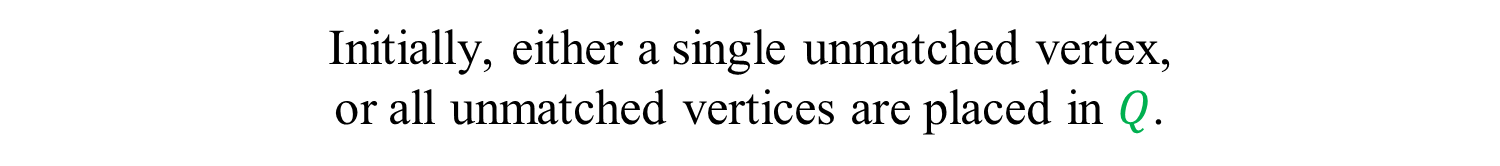 Initially, either a single unmatched vertex,
or all unmatched vertices are placed in Q.